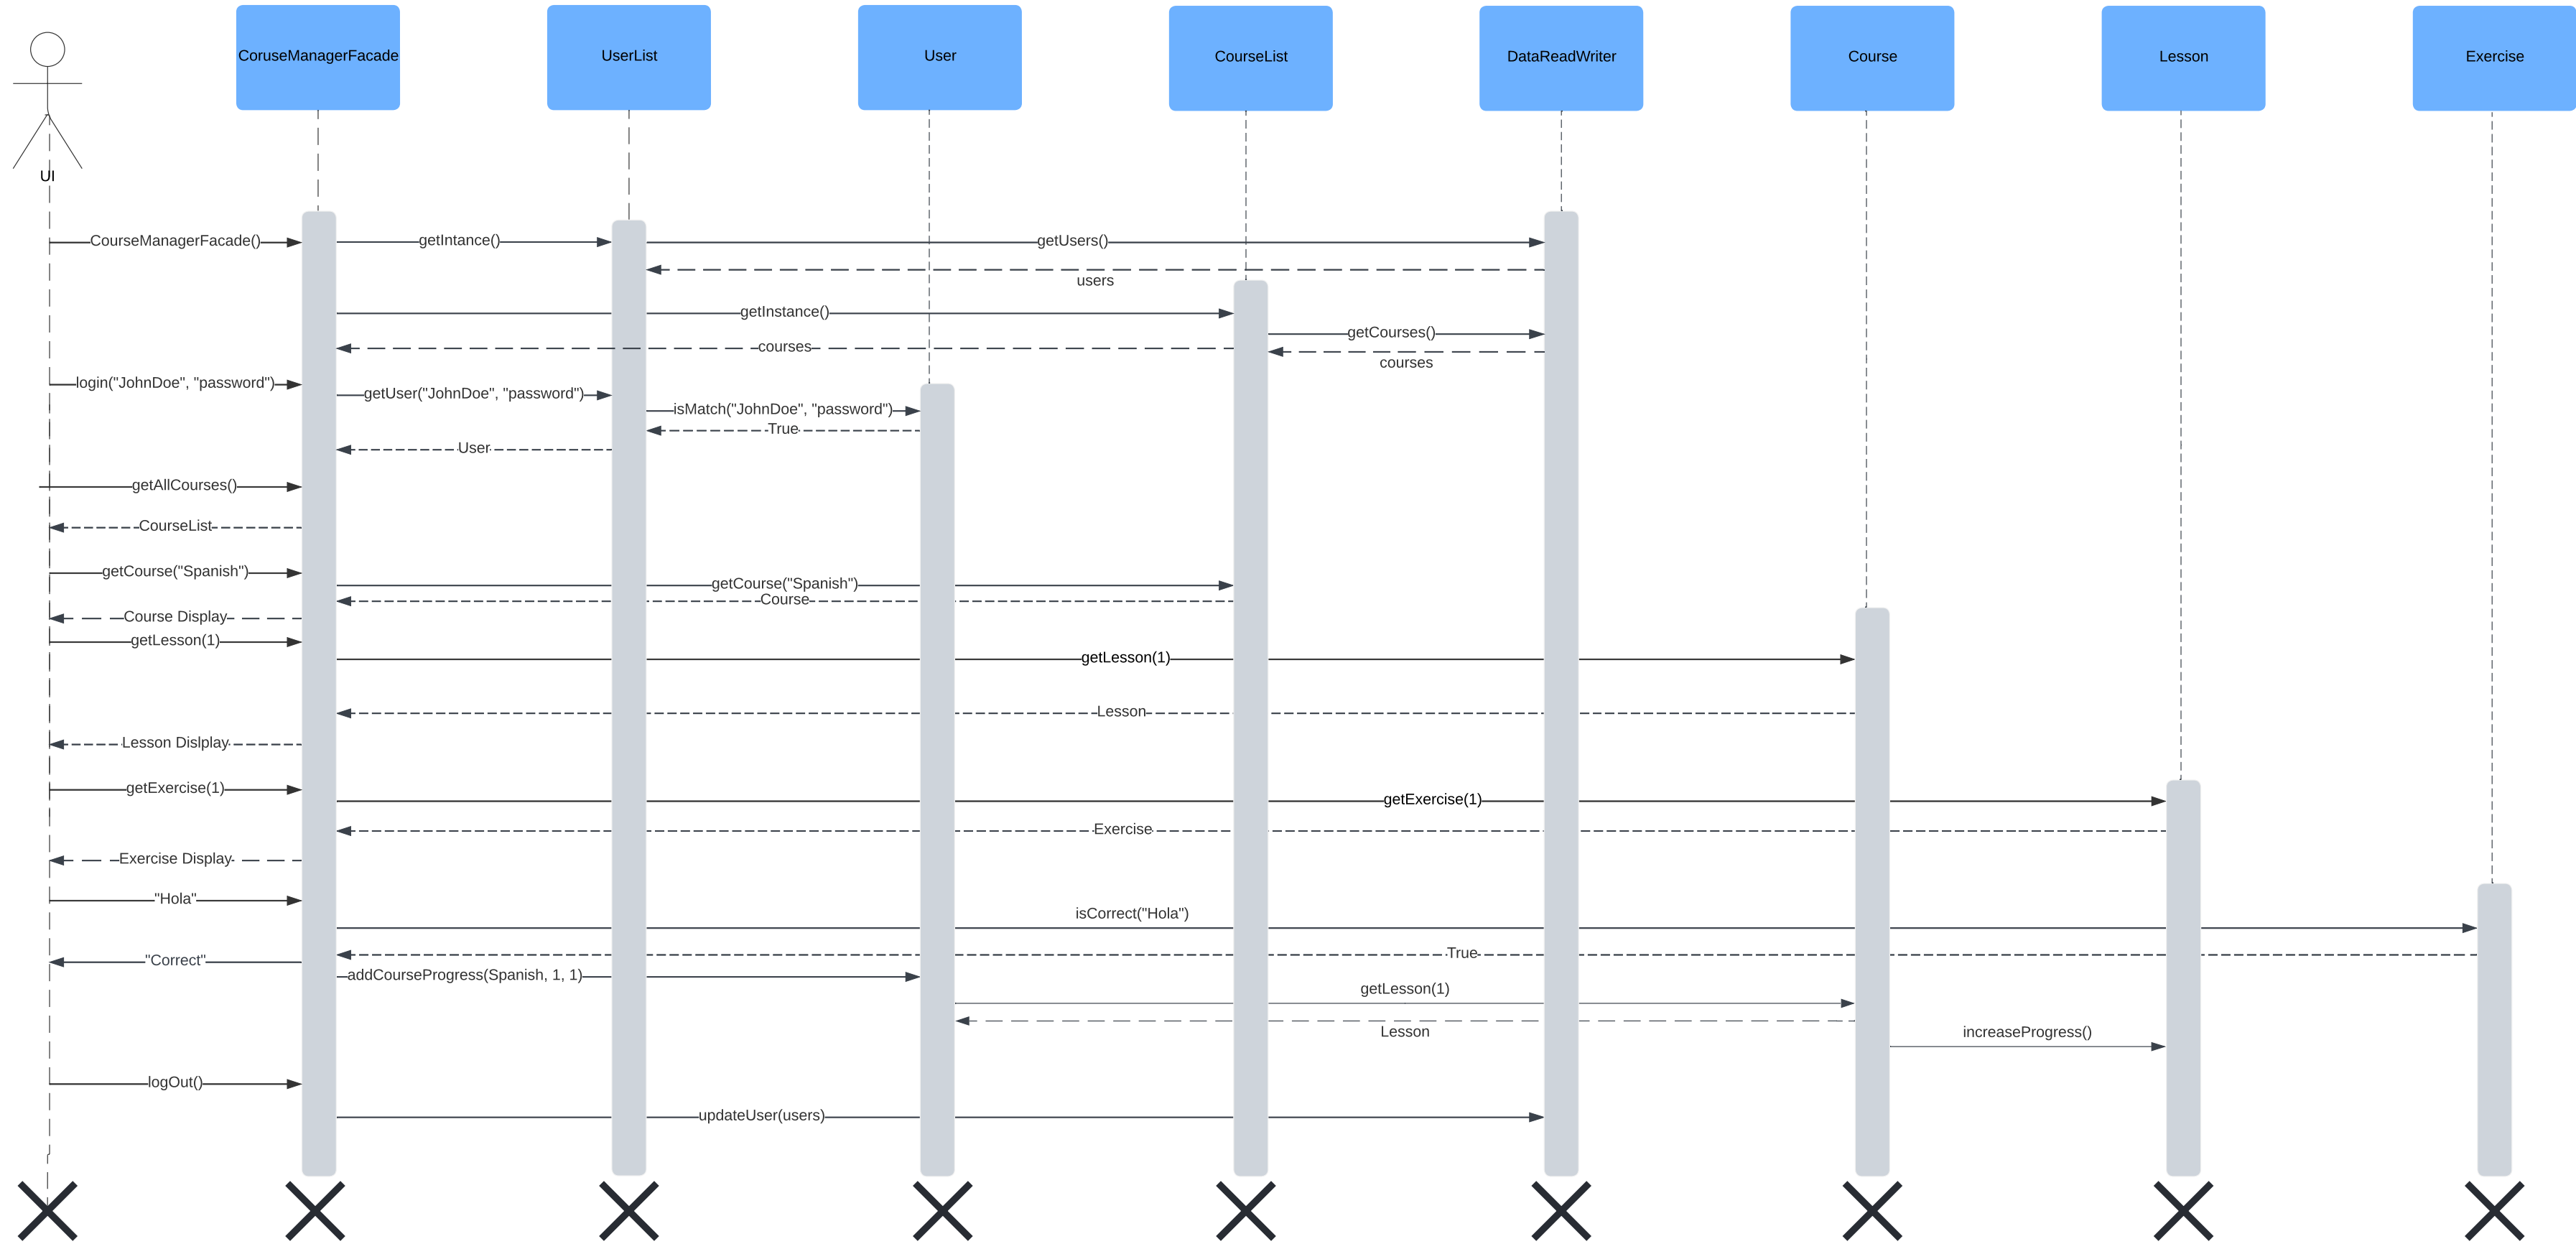 CoruseManagerFacade
UserList
User
CourseList
DataReadWriter
Course
Lesson
Exercise
UI
CourseManagerFacade()
getIntance()
getUsers()
users
getInstance()
getCourses()
courses
courses
login("JohnDoe", "password")
getUser("JohnDoe", "password")
isMatch("JohnDoe", "password")
True
User
getAllCourses()
CourseList
getCourse("Spanish")
getCourse("Spanish")
Course
Course Display
getLesson(1)
getLesson(1)
Lesson
Lesson Dislplay
getExercise(1)
getExercise(1)
Exercise
Exercise Display
"Hola"
isCorrect("Hola")
True
"Correct"
addCourseProgress(Spanish, 1, 1)
getLesson(1)
Lesson
increaseProgress()
logOut()
updateUser(users)